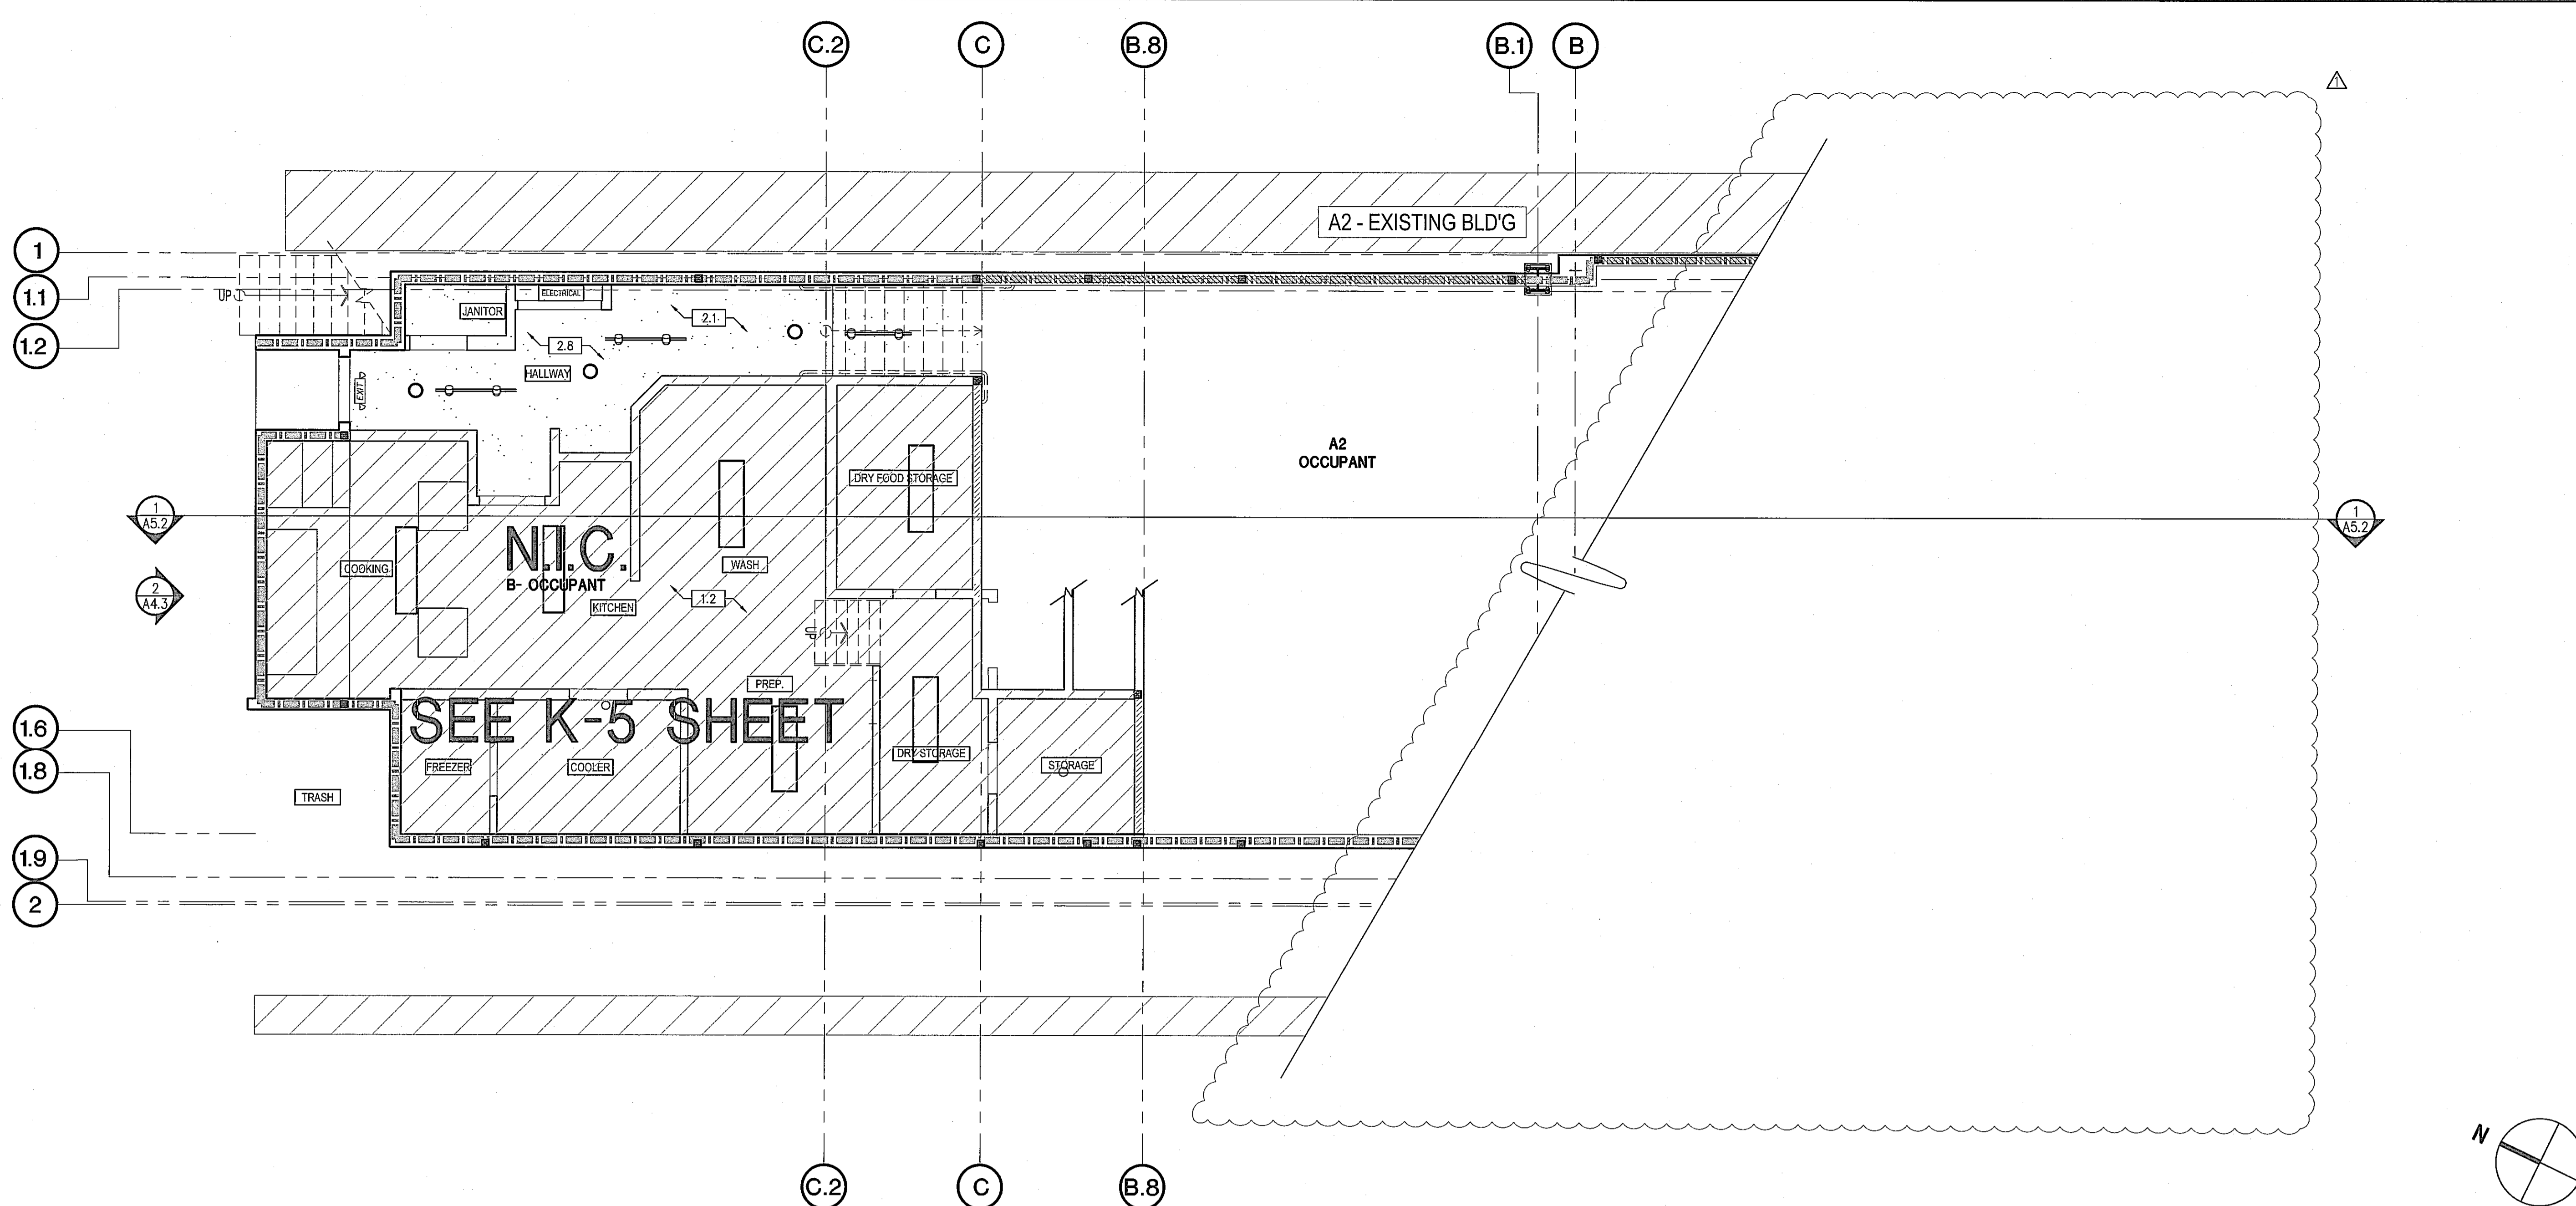 C.2
C
B.8
B.1
B
1
A2 - EXISTING BLD'G
1
1.1
1.2
UP
JANITOR
ELECTRICAL
2.1
2.8
HALLWAY
EXIT
A2
OCCUPANT
DRY FOOD STORAGE
1
A5.2
1
A5.2
N.I.C.
COOKING
WASH
B- OCCUPANT
2
A4.3
KITCHEN
1.2
UP
PREP.
SEE K-5 SHEET
1.6
1.8
FREEZER
COOLER
DRY STORAGE
STORAGE
TRASH
1.9
2
N
C.2
C
B.8